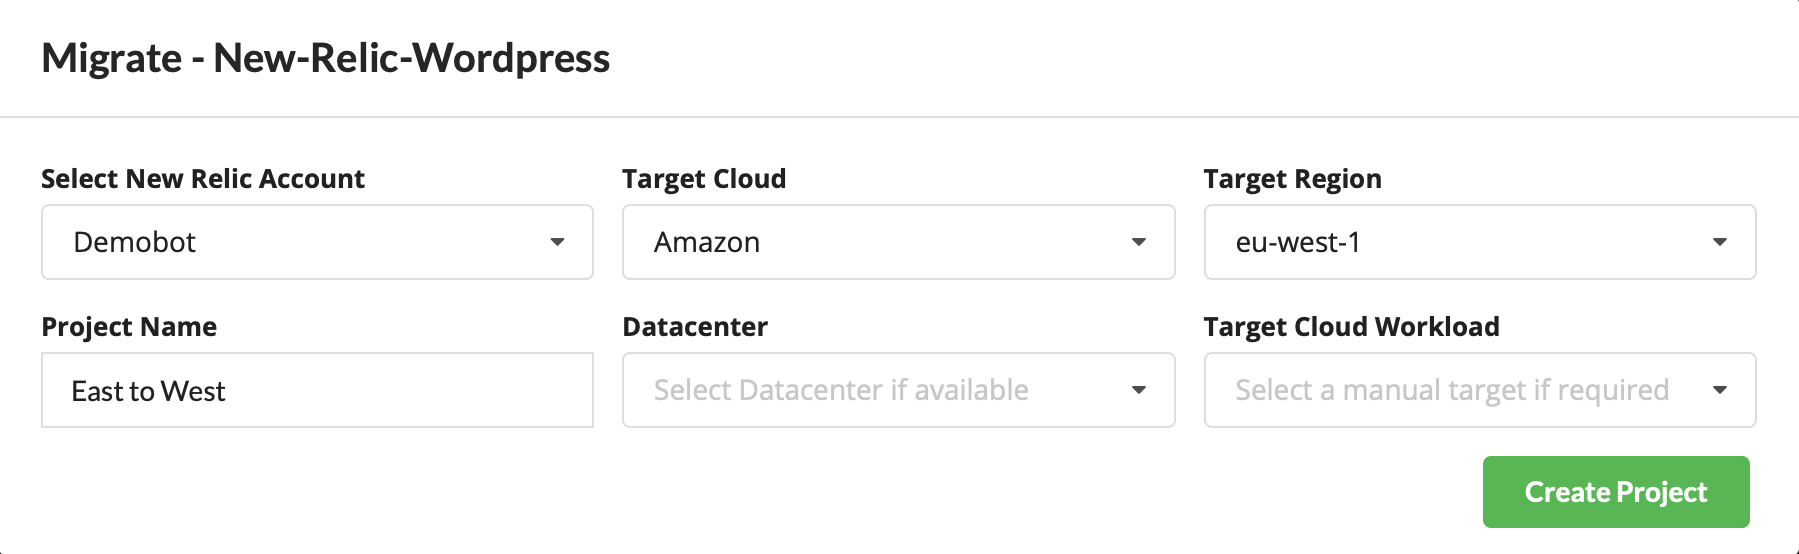 Migrate - New-Relic-Wordpress
Select New Relic Account
Target Cloud
Target Region
Demobot
Amazon
eu-west-1
Project Name
Datacenter
Target Cloud Workload
East to West
Select Datacenter if available
Select a manual target if required
Create Project